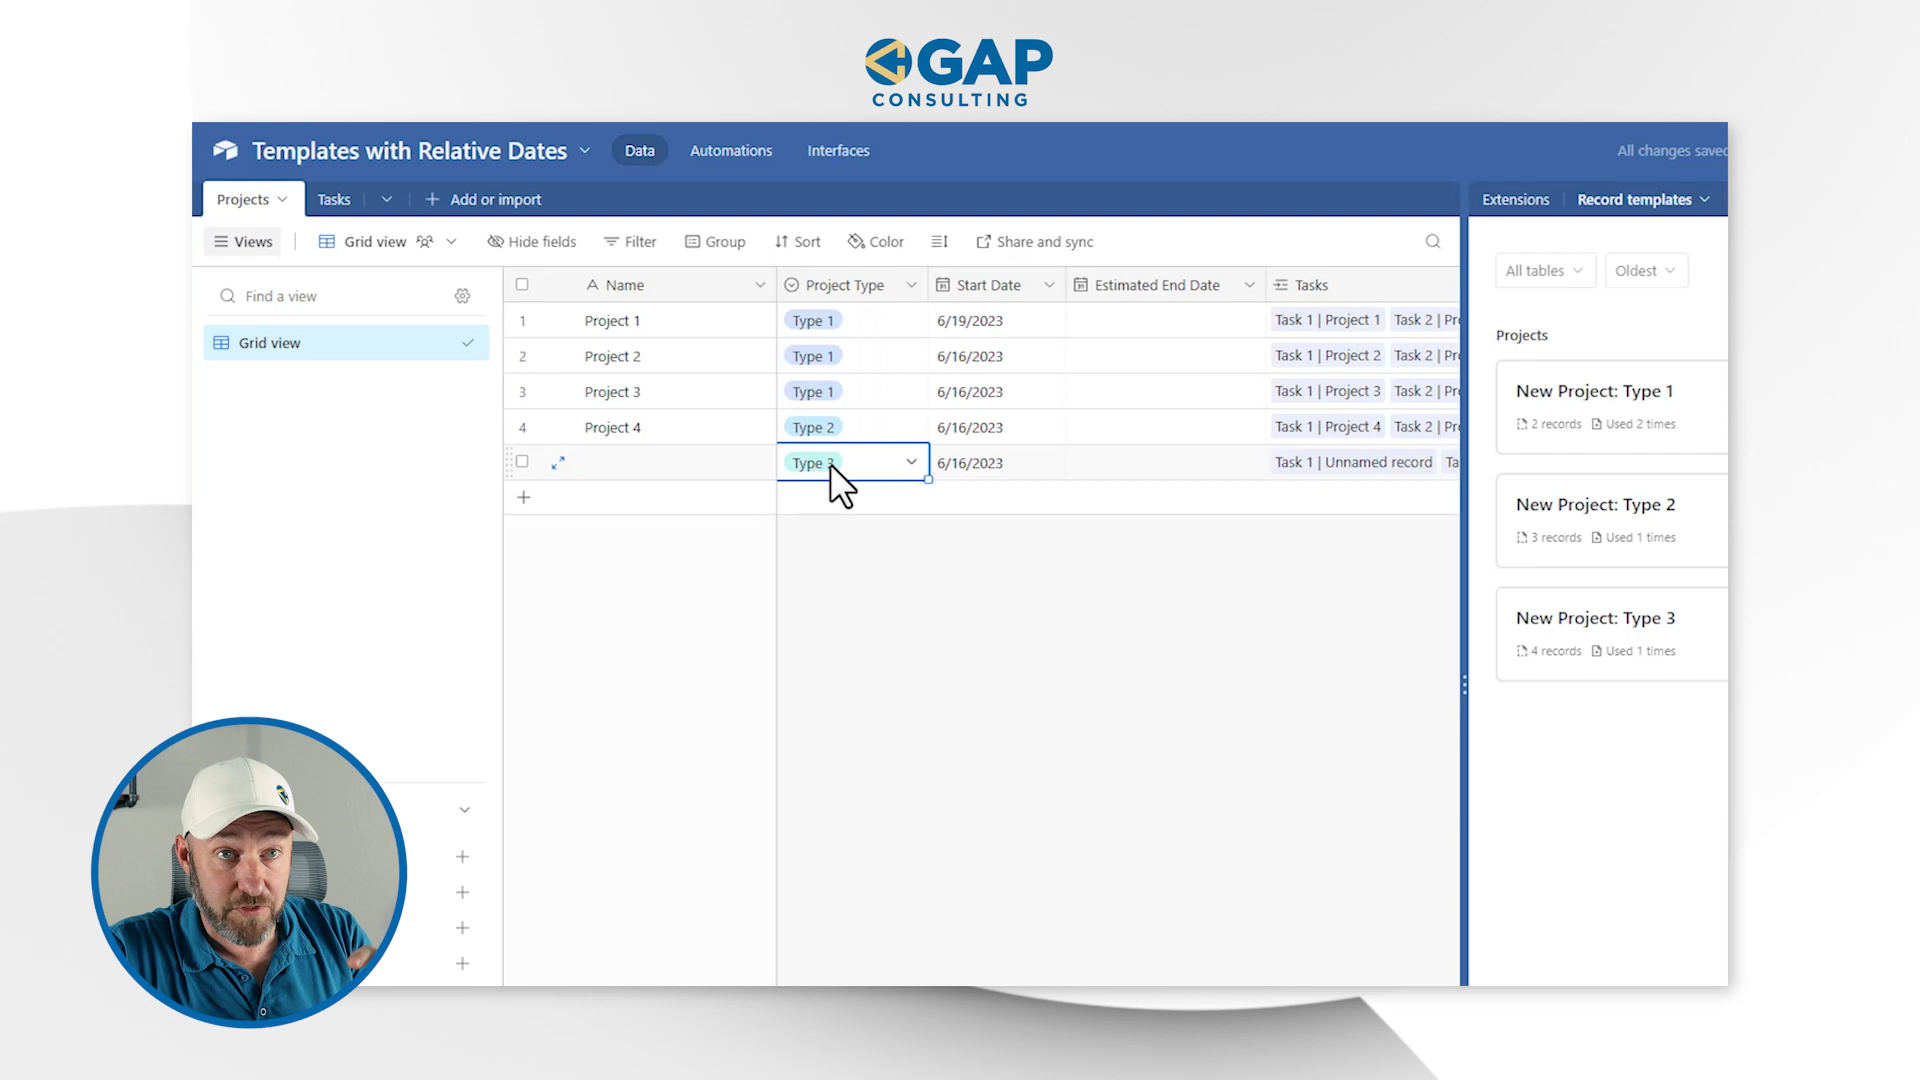 GAP
CONSULTING
Templates with Relative Dates Data Automations Interfaces All changes saved
Projects Tasks Add or import Extensions Record templates
Views Grid view Hide fields Filter Group Sort Color Share and sync
Find a view
Grid view
Name Project Type Start Date Estimated End Date Tasks
1 Project 1 Type 1 6/19/2023 Task 1 | Project 1 Task 2 | Pr
2 Project 2 Type 1 6/16/2023 Task 1 | Project 2 Task 2 | Pr
3 Project 3 Type 1 6/16/2023 Task 1 | Project 3 Task 2 | Pr
4 Project 4 Type 2 6/16/2023 Task 1 | Project 4 Task 2 | Pr
Type 3 6/16/2023 Task 1 | Unnamed record Ta
All tables Oldest
Projects
New Project: Type 1
2 records Used 2 times
New Project: Type 2
3 records Used 1 times
New Project: Type 3
4 records Used 1 times